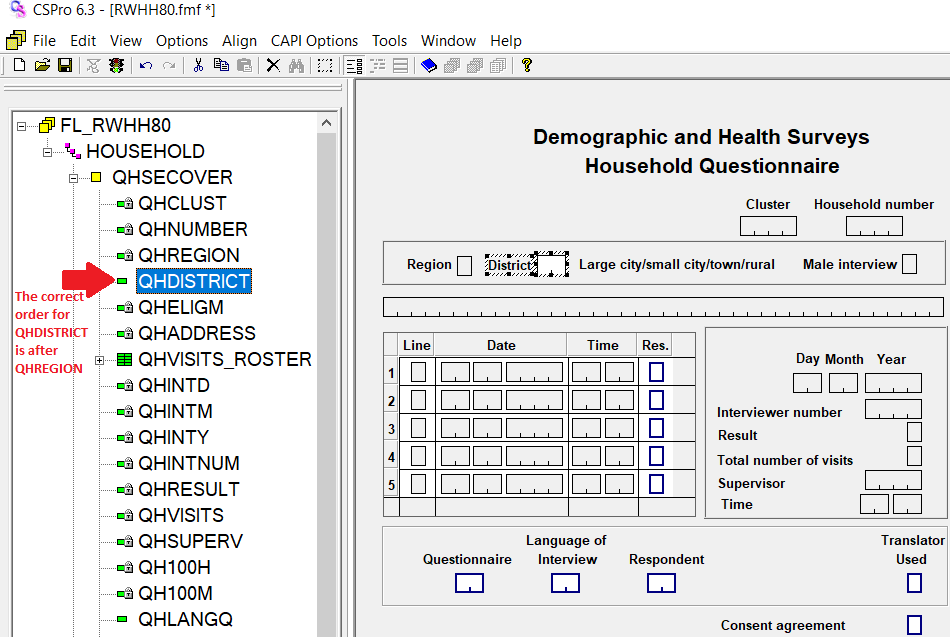 CSPro 6.3 - [RWHH80.fmf *]
File Edit View Options Align CAPI Options Tools Window Help
FL_RWHH80
HOUSEHOLD
QHSECOVER
QHCLUST
QHNUMBER
QHREGION
QHDISTRICT
QHELIGM
QHADDRESS
QHVISITS_ROSTER
QHINTD
QHINTM
QHINTY
QHINTNUM
QHRESULT
QHVISITS
QHSUPERV
QH100H
QH100M
QHLANGQ
The correct
order for
QHDISTRICT
is after
QHREGION
Demographic and Health Surveys
Household Questionnaire
Cluster Household number
Region District Large city/small city/town/rural Male interview
Line Date Time Res.
1
2
3
4
5
Day Month Year
Interviewer number
Result
Total number of visits
Supervisor
Time
Questionnaire
Language of
Interview
Respondent
Translator
Used
Consent agreement